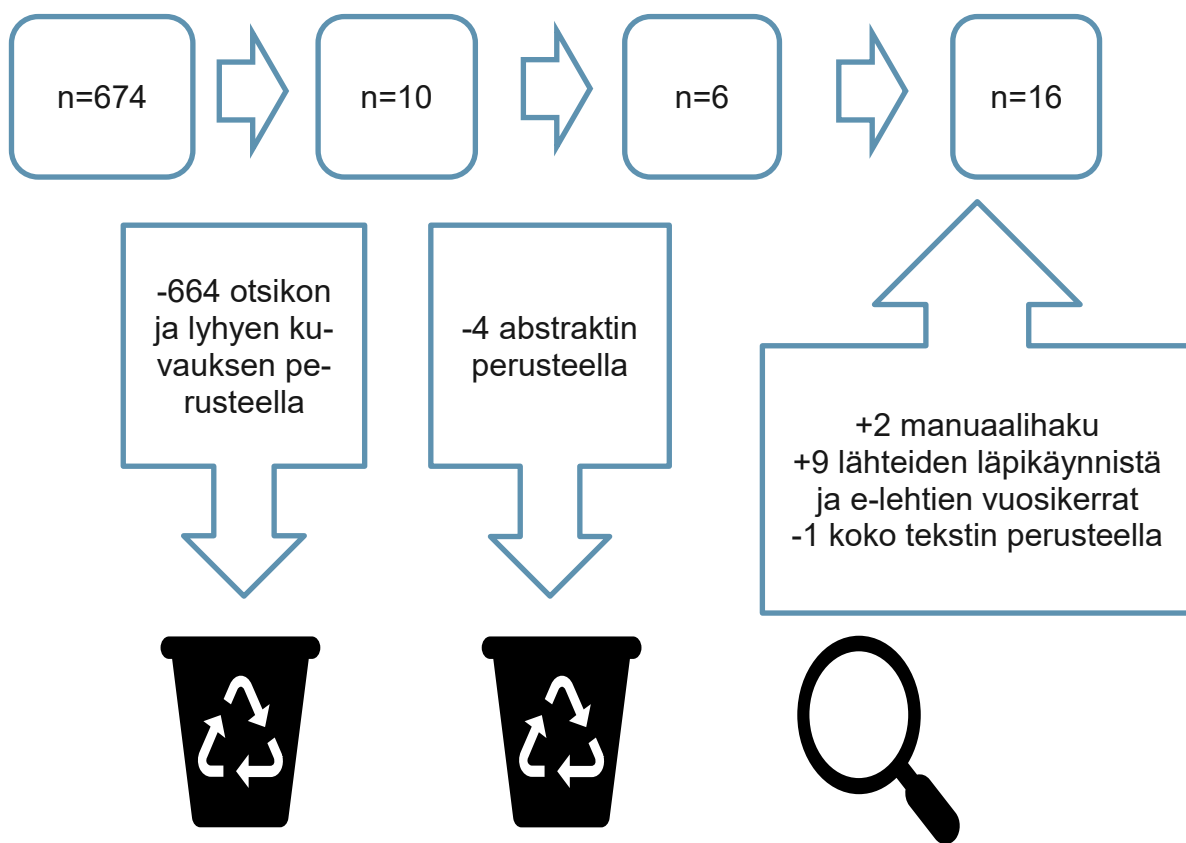 n=674
n=10
n=6
n=16
-664 otsikon
ja lyhyen ku-
vauksen pe-
rusteella
-4 abstraktin
perusteella
+2 manuaalihaku
+9 lähteiden läpikäynnistä
ja e-lehtien vuosikerrat
-1 koko tekstin perusteella